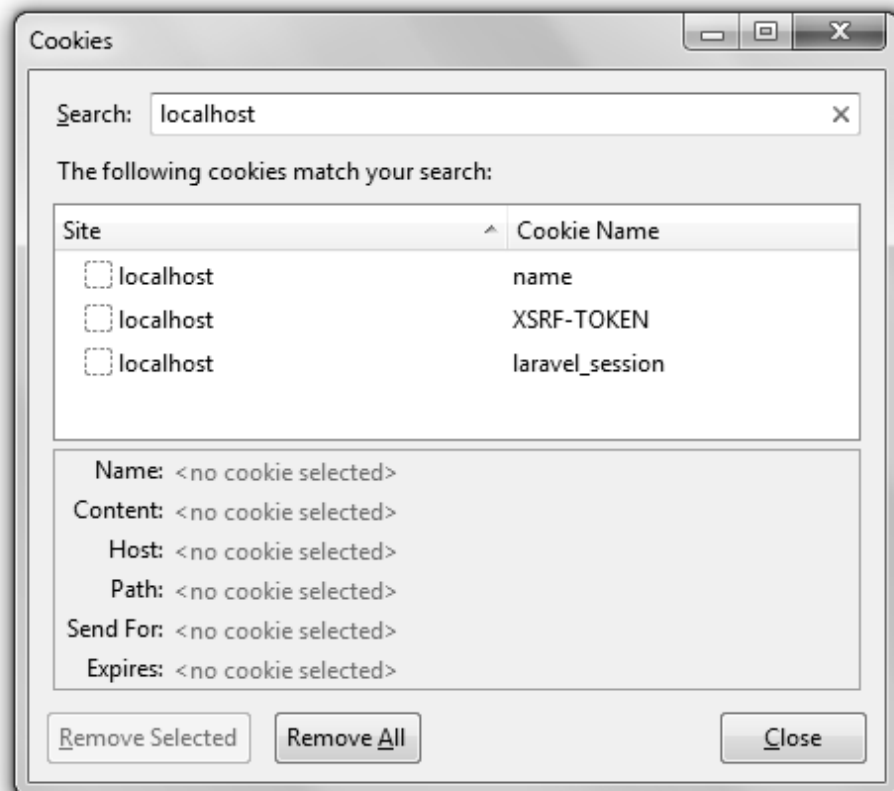 Cookies
Search: localhost
The following cookies match your search:
Site Cookie Name
localhost name
localhost XSRF-TOKEN
localhost laravel_session
Name: <no cookie selected>
Content: <no cookie selected>
Host: <no cookie selected>
Path: <no cookie selected>
Send For: <no cookie selected>
Expires: <no cookie selected>
Remove Selected Remove All Close